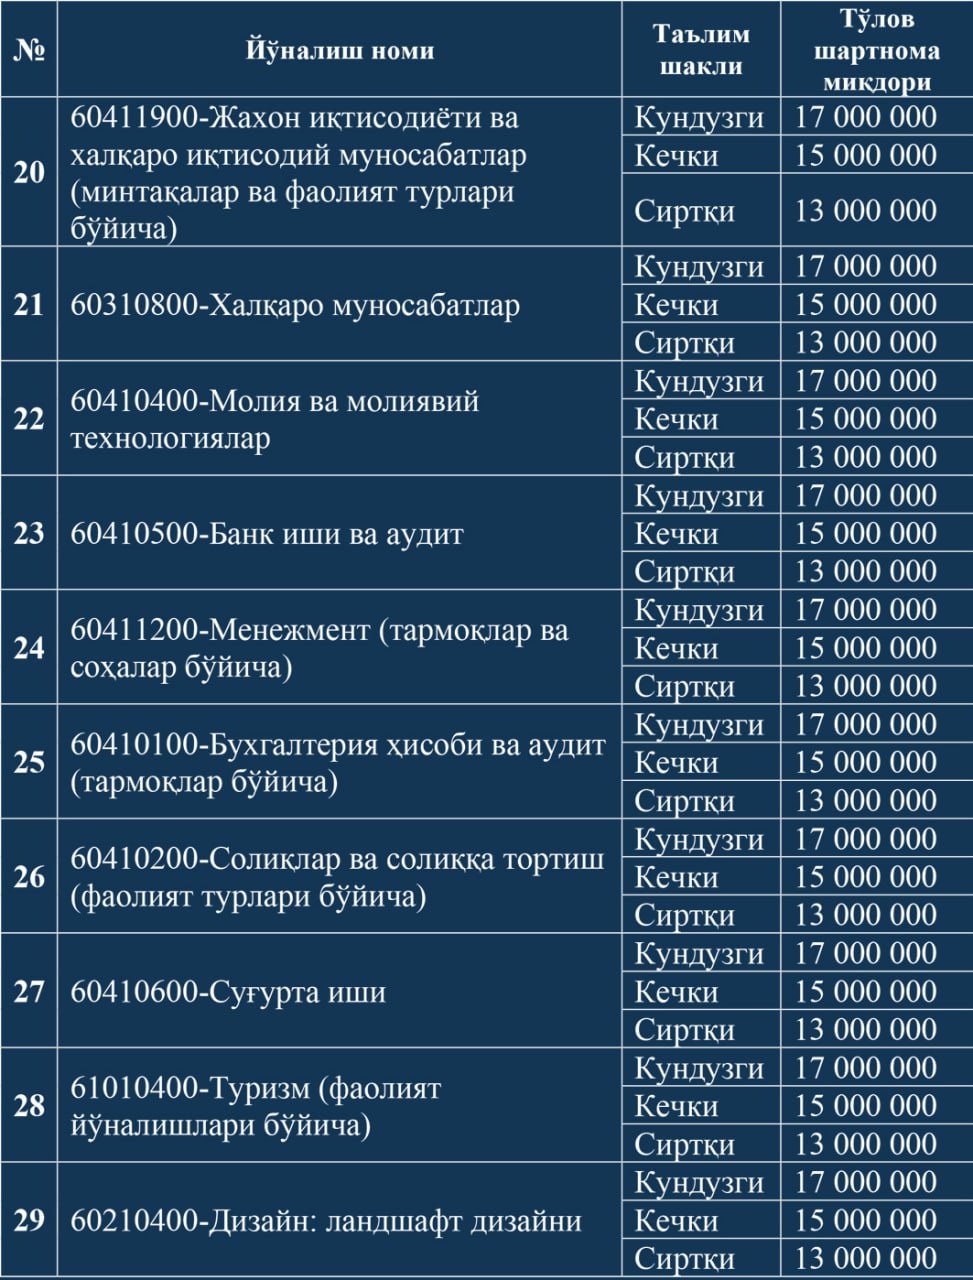 № Йўналиш номи Таълим шакли Тўлов шартнома миқдори
20 60411900-Жахон иқтисодиёти ва
халқаро иқтисодий муносабатлар
(минтақалар ва фаолият турлари
бўйича)
Кундузги 17 000 000
Кечки 15 000 000
Сиртқи 13 000 000
21 60310800-Халқаро муносабатлар
Кундузги 17 000 000
Кечки 15 000 000
Сиртқи 13 000 000
22 60410400-Молия ва молиявий
технологиялар
Кундузги 17 000 000
Кечки 15 000 000
Сиртқи 13 000 000
23 60410500-Банк иши ва аудит
Кундузги 17 000 000
Кечки 15 000 000
Сиртқи 13 000 000
24 60411200-Менежмент (тармоқлар ва
соҳалар бўйича)
Кундузги 17 000 000
Кечки 15 000 000
Сиртқи 13 000 000
25 60410100-Бухгалтерия ҳисоби ва аудит
(тармоқлар бўйича)
Кундузги 17 000 000
Кечки 15 000 000
Сиртқи 13 000 000
26 60410200-Солиқлар ва солиққа тортиш
(фаолият турлари бўйича)
Кундузги 17 000 000
Кечки 15 000 000
Сиртқи 13 000 000
27 60410600-Суғурта иши
Кундузги 17 000 000
Кечки 15 000 000
Сиртқи 13 000 000
28 61010400-Туризм (фаолият
йўналишлари бўйича)
Кундузги 17 000 000
Кечки 15 000 000
Сиртқи 13 000 000
29 60210400-Дизайн: ландшафт дизайни
Кундузги 17 000 000
Кечки 15 000 000
Сиртқи 13 000 000